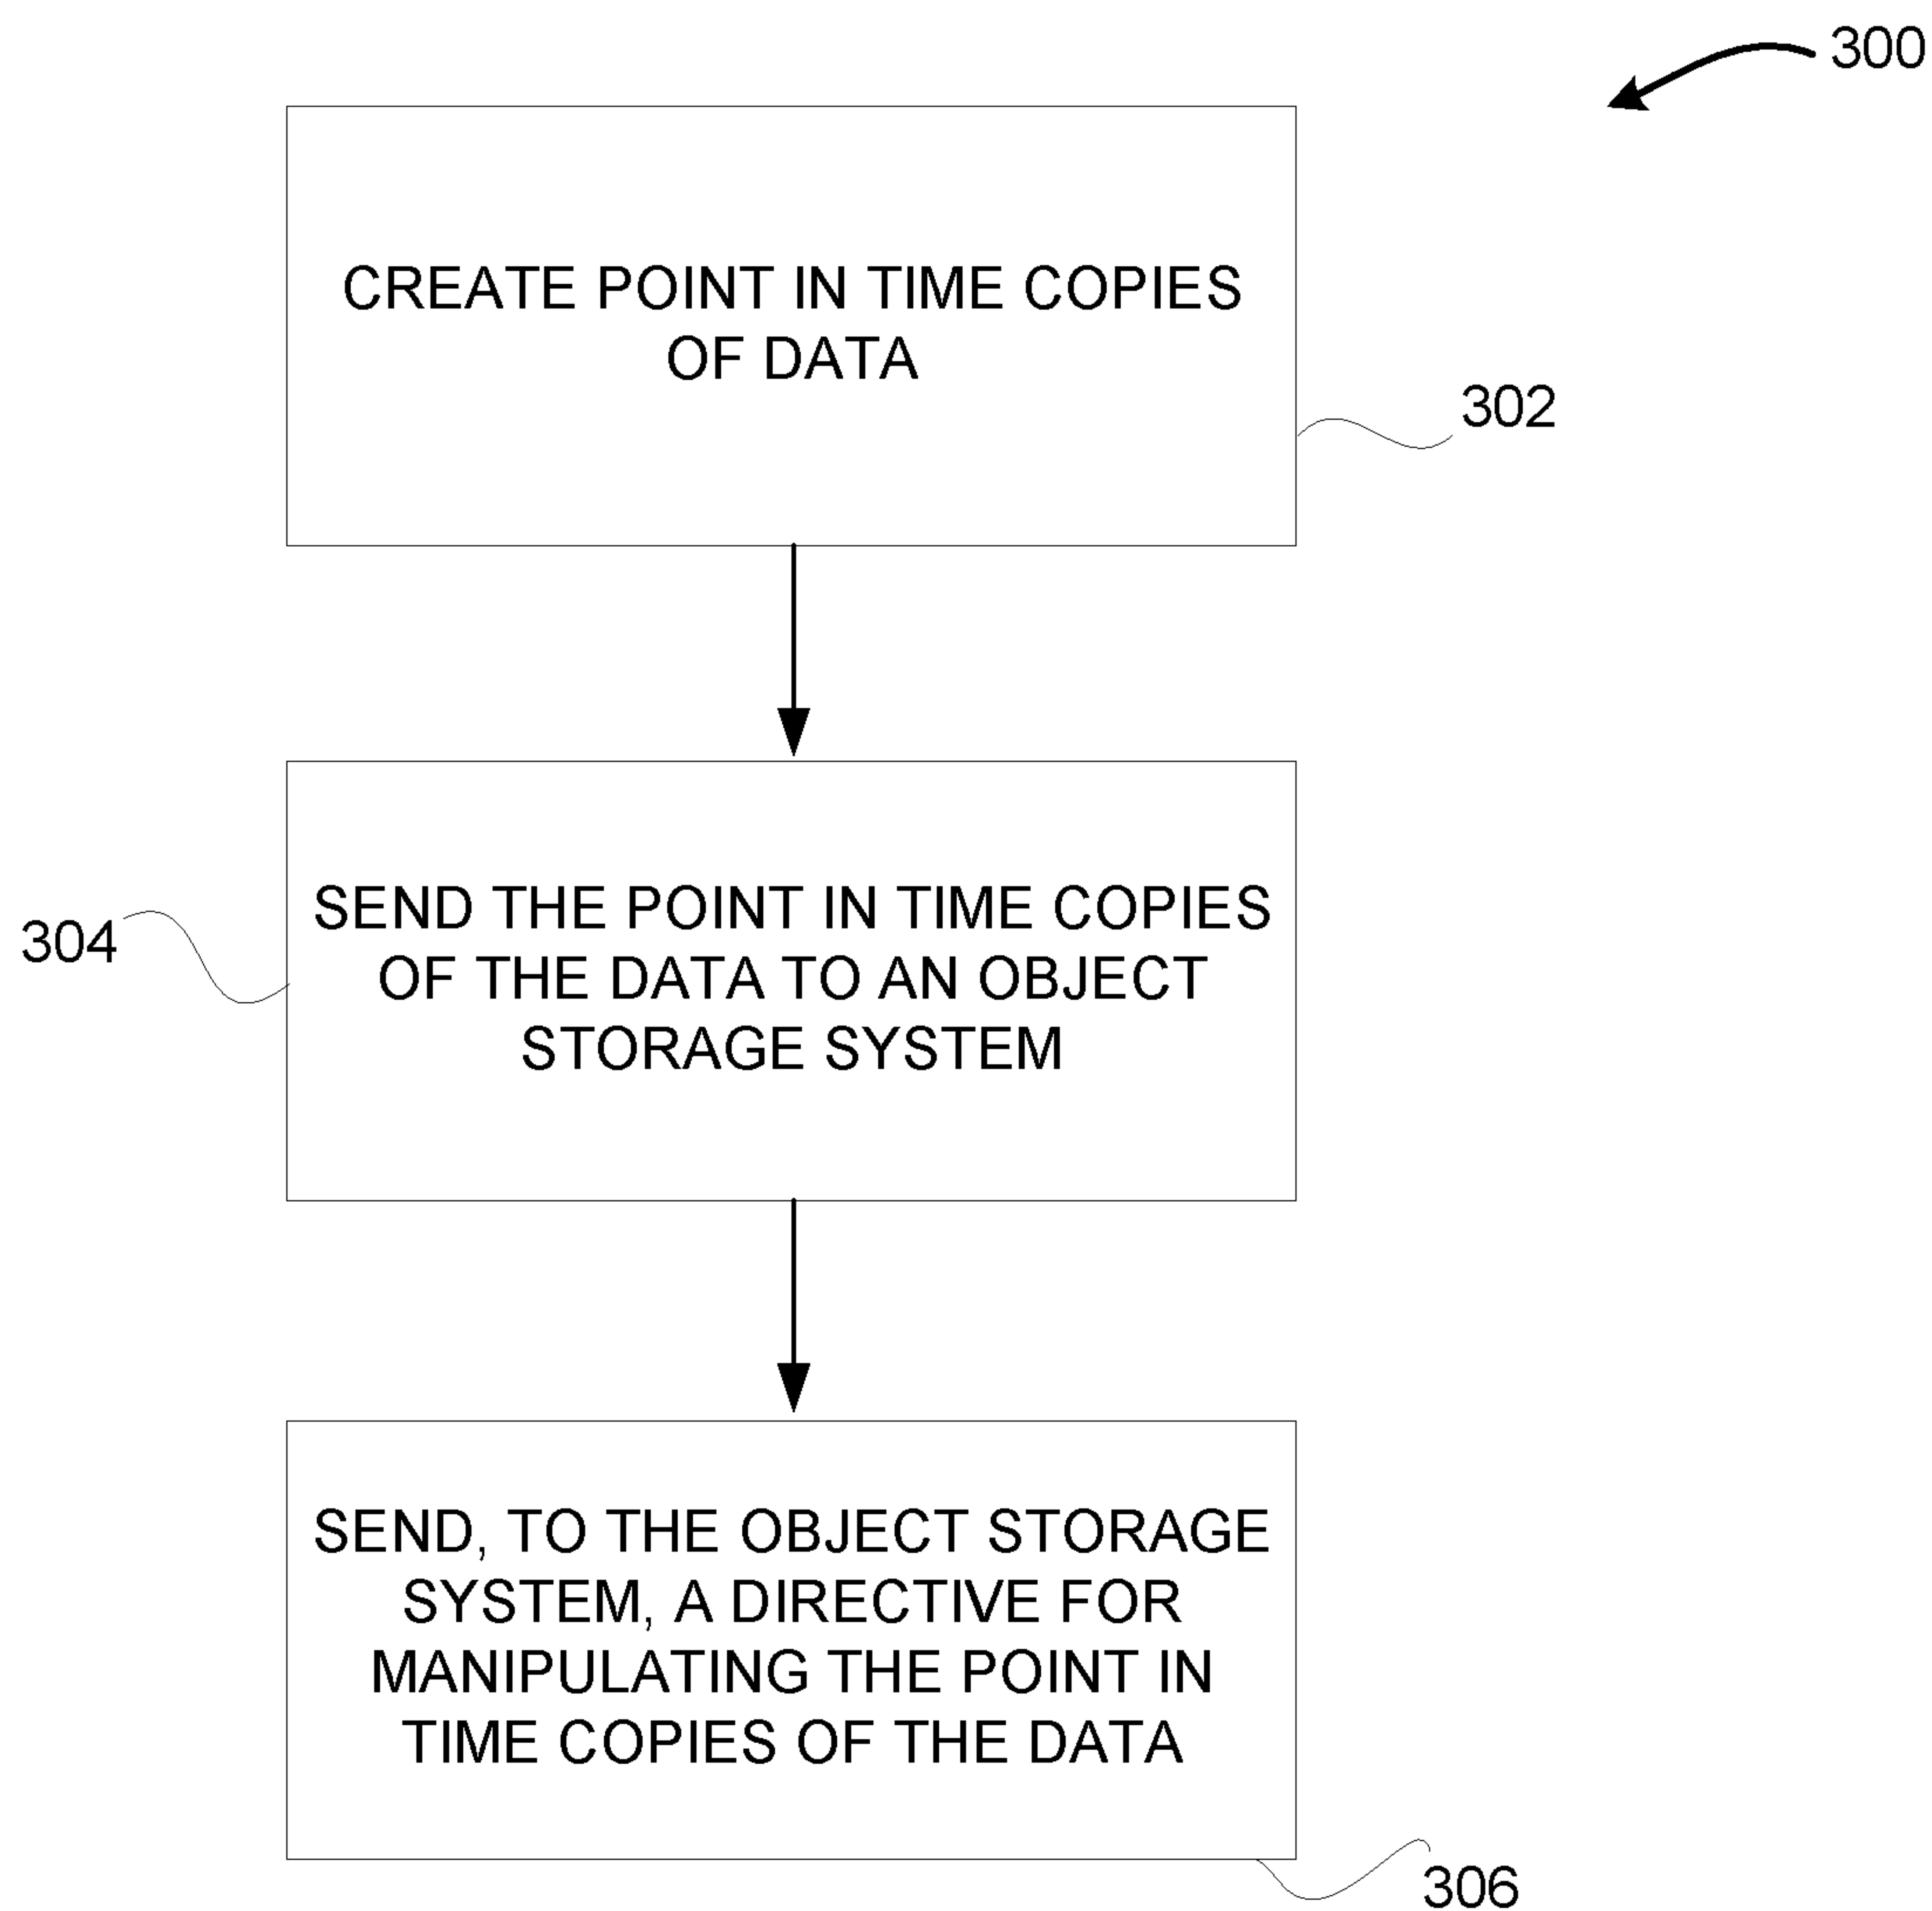 300
CREATE POINT IN TIME COPIES
OF DATA
302
SEND THE POINT IN TIME COPIES
OF THE DATA TO AN OBJECT
STORAGE SYSTEM
304
SEND, TO THE OBJECT STORAGE
SYSTEM, A DIRECTIVE FOR
MANIPULATING THE POINT IN
TIME COPIES OF THE DATA
306